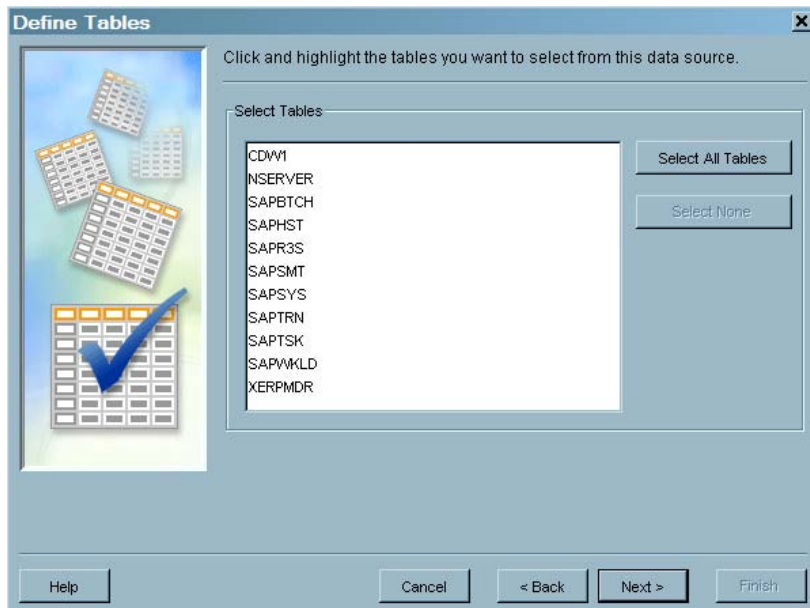 Define Tables
Click and highlight the tables you want to select from this data source.
Select Tables
CDW1
NSERVER
SAPBTCH
SAPHST
SAPR3S
SAPSMT
SAPSYS
SAPTRN
SAPTSK
SAPWKLD
XERPMDR
Select All Tables
Select None
Help
Cancel
< Back
Next >
Finish